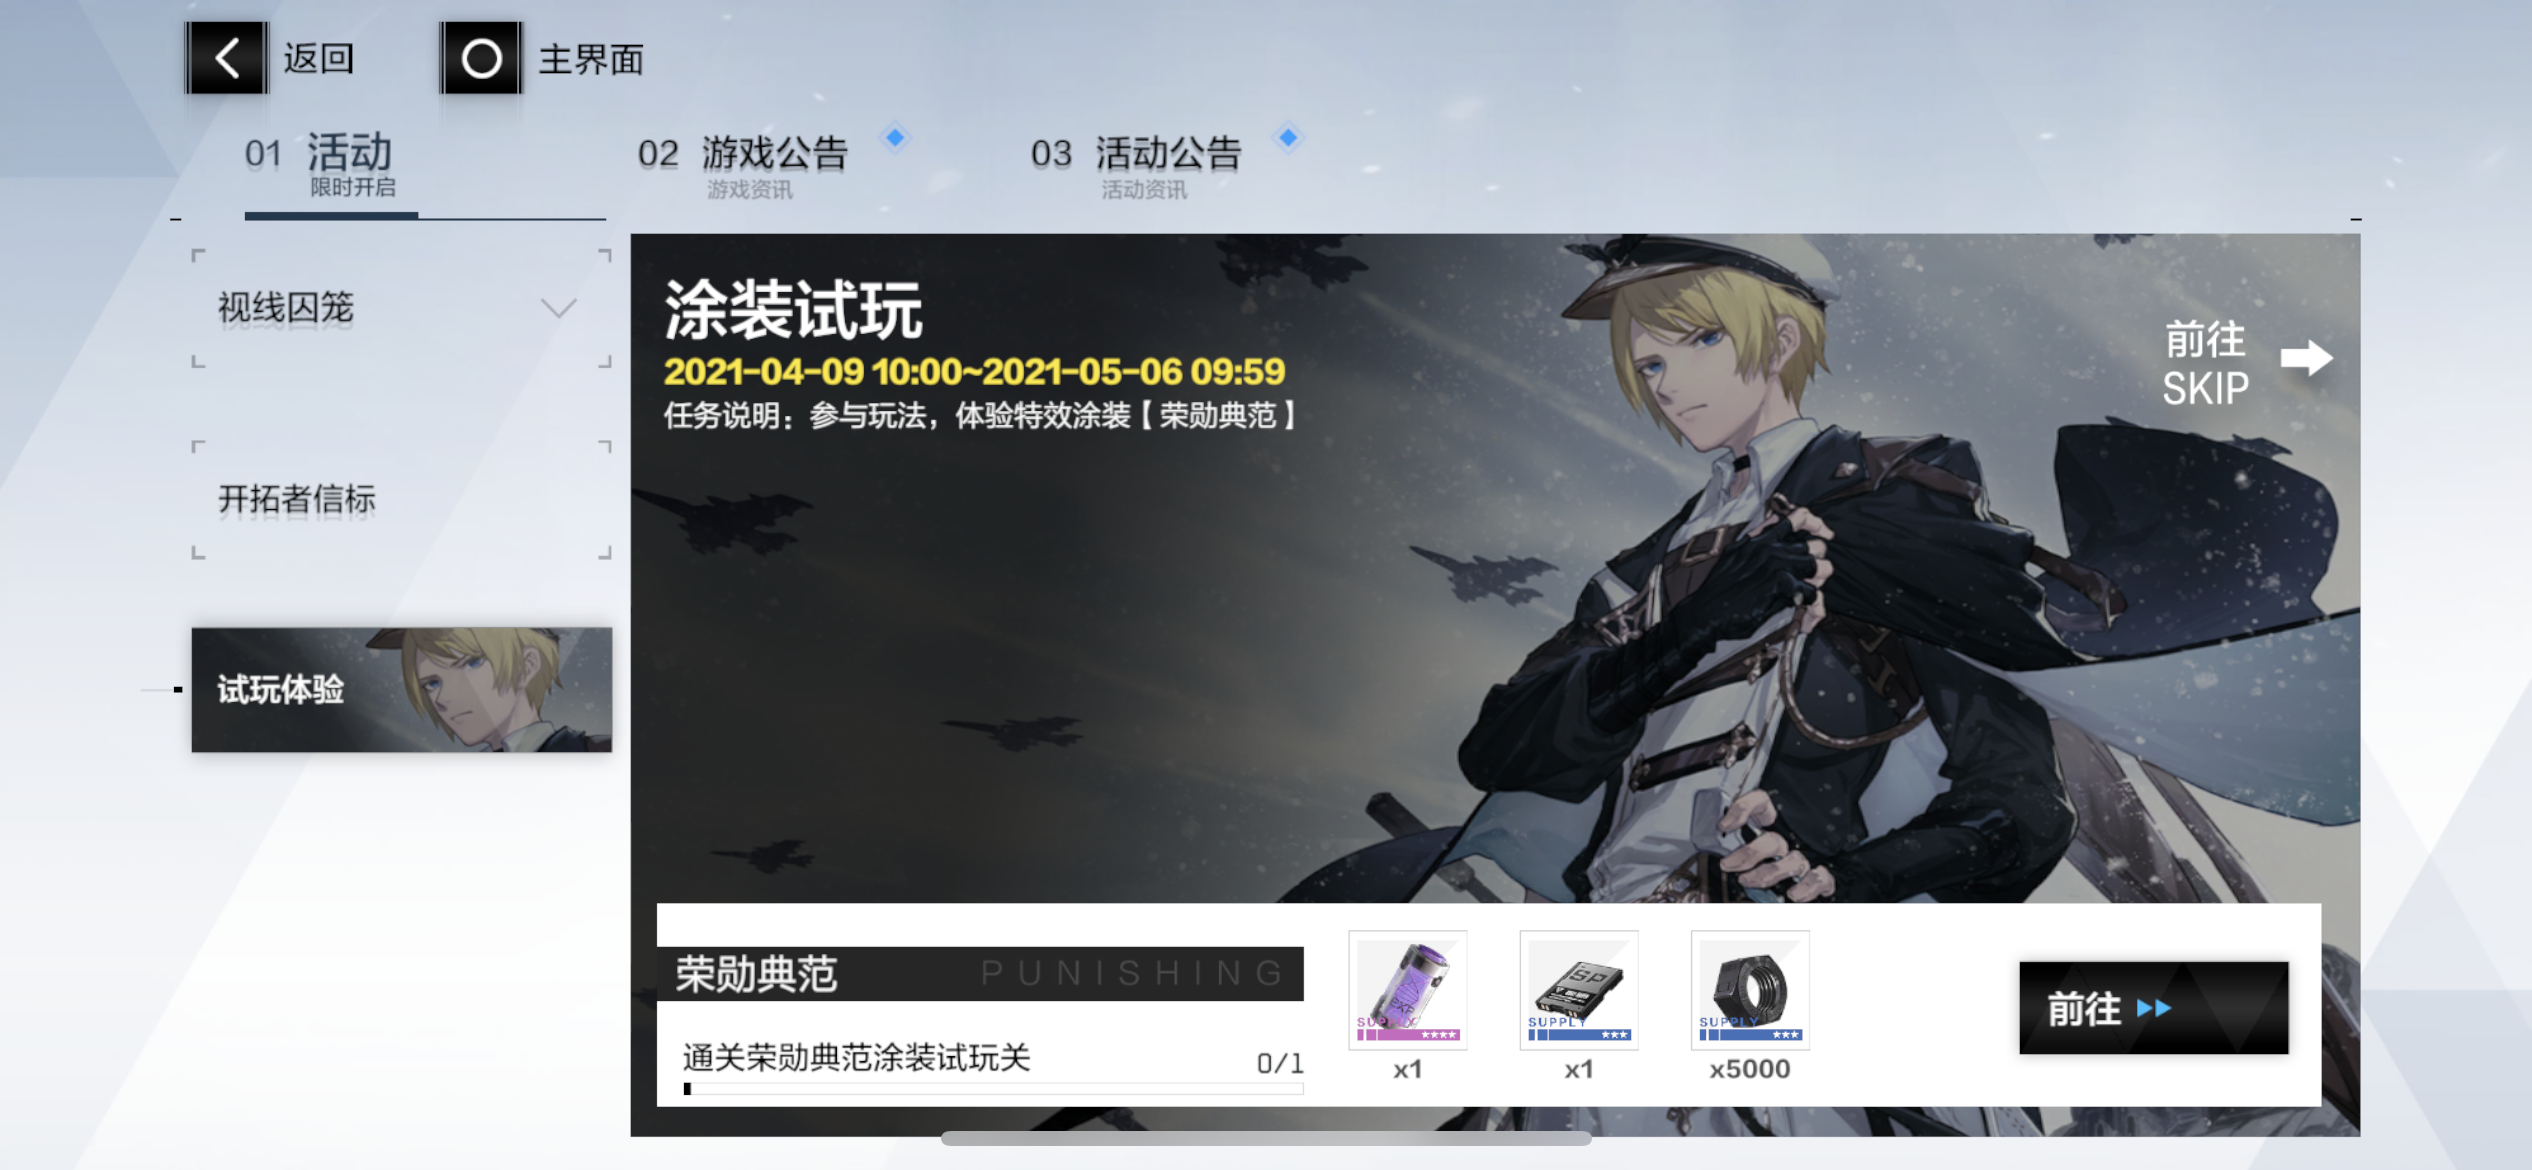 返回
主界面
01 活动
限时开启
02 游戏公告
游戏资讯
03 活动公告
活动资讯
视线囚笼
开拓者信标
试玩体验
涂装试玩
2021-04-09 10:00~2021-05-06 09:59
任务说明：参与玩法，体验特效涂装【荣勋典范】
前往
SKIP
荣勋典范
PUNISHING
通关荣勋典范涂装试玩关
0/1
EXP
SUPPLY
x1
SP
SUPPLY
x1
SUPPLY
x5000
前往